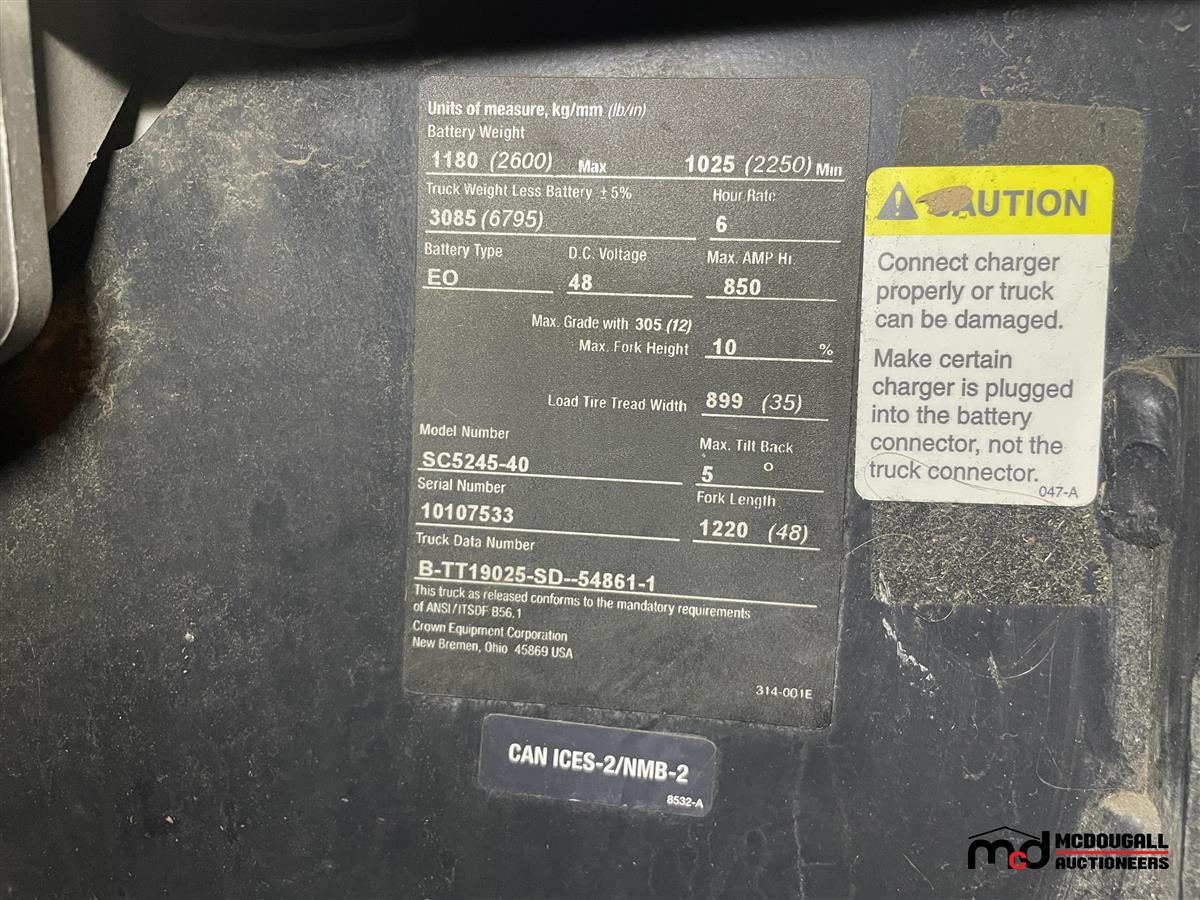 Units of measure, kg/mm (lb/in)
Battery Weight
1180 (2600) Max 1025 (2250) Min
Truck Weight Less Battery ± 5% Hour Rate
3085 (6795) 6
Battery Type D.C. Voltage Max. AMP Hr.
EO 48 850
Max. Grade with 305 (12)
Max. Fork Height 10 %
Load Tire Tread Width 899 (35)
Model Number Max. Tilt Back
SC5245-40 5 °
Serial Number Fork Length
10107533 1220 (48)
Truck Data Number
B-TT19025-SD--54861-1
This truck as released conforms to the mandatory requirements
of ANSI/ITSDF B56.1
Crown Equipment Corporation
New Bremen, Ohio 45869 USA
314-001E
CAN ICES-2/NMB-2
8532-A
CAUTION
Connect charger
properly or truck
can be damaged.
Make certain
charger is plugged
into the battery
connector, not the
truck connector.
047-A
mcd MCDOUGALL
AUCTIONEERS